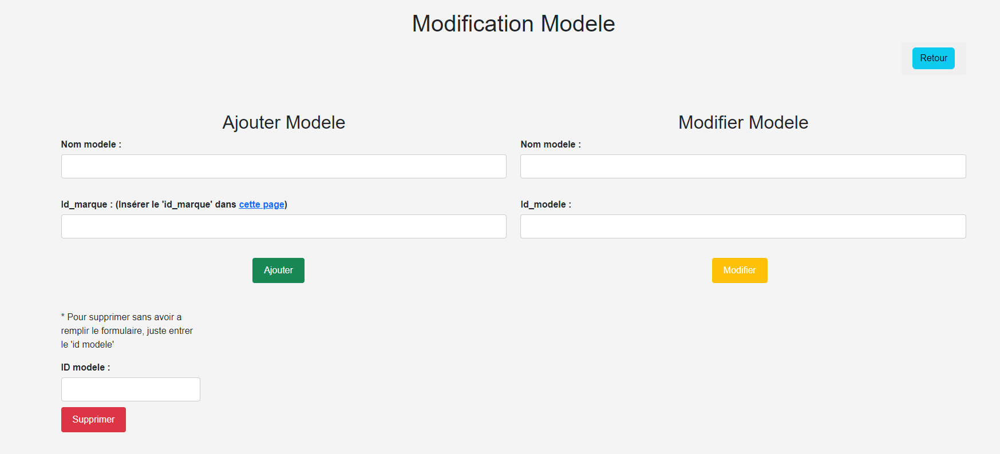 Modification Modele
Retour
Ajouter Modele
Nom modele :
Id_marque : (Insérer le 'id_marque' dans cette page)
Ajouter
Modifier Modele
Nom modele :
Id_modele :
Modifier
* Pour supprimer sans avoir a
remplir le formulaire, juste entrer
le 'id modele'
ID modele :
Supprimer